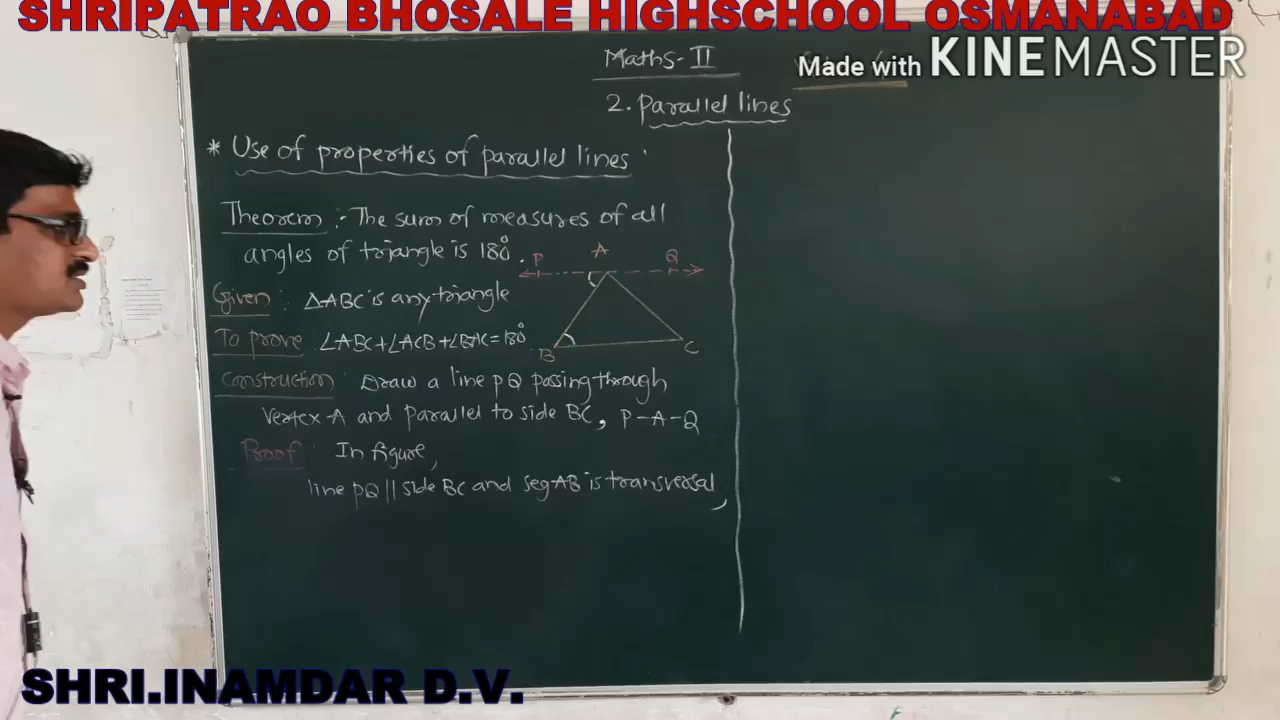 SHRIPATRAO BHOSALE HIGHSCHOOL OSMANABAD
Made with KINEMASTER
Maths-II
2. Parallel lines
* Use of properties of parallel lines
Theorem :- The sum of measures of all
angles of triangle is 180°.
P A Q
Given : ΔABC is any triangle
To prove : ∠ABC+∠ACB+∠BAC=180°
B C
Construction : Draw a line PQ passing through
vertex A and parallel to side BC, P-A-Q
Proof : In figure,
line PQ || side BC and seg AB is transversal,
SHRI.INAMDAR D.V.